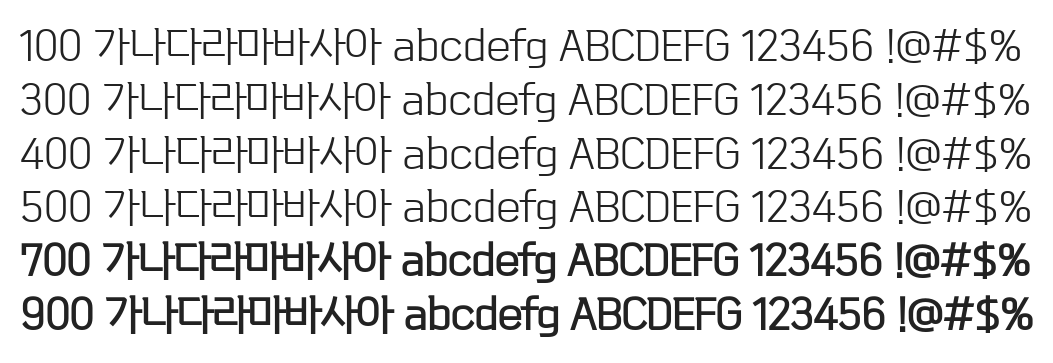 100 가나다라마바사아 abcdefg ABCDEFG 123456 !@#$%
300 가나다라마바사아 abcdefg ABCDEFG 123456 !@#$%
400 가나다라마바사아 abcdefg ABCDEFG 123456 !@#$%
500 가나다라마바사아 abcdefg ABCDEFG 123456 !@#$%
700 가나다라마바사아 abcdefg ABCDEFG 123456 !@#$%
900 가나다라마바사아 abcdefg ABCDEFG 123456 !@#$%